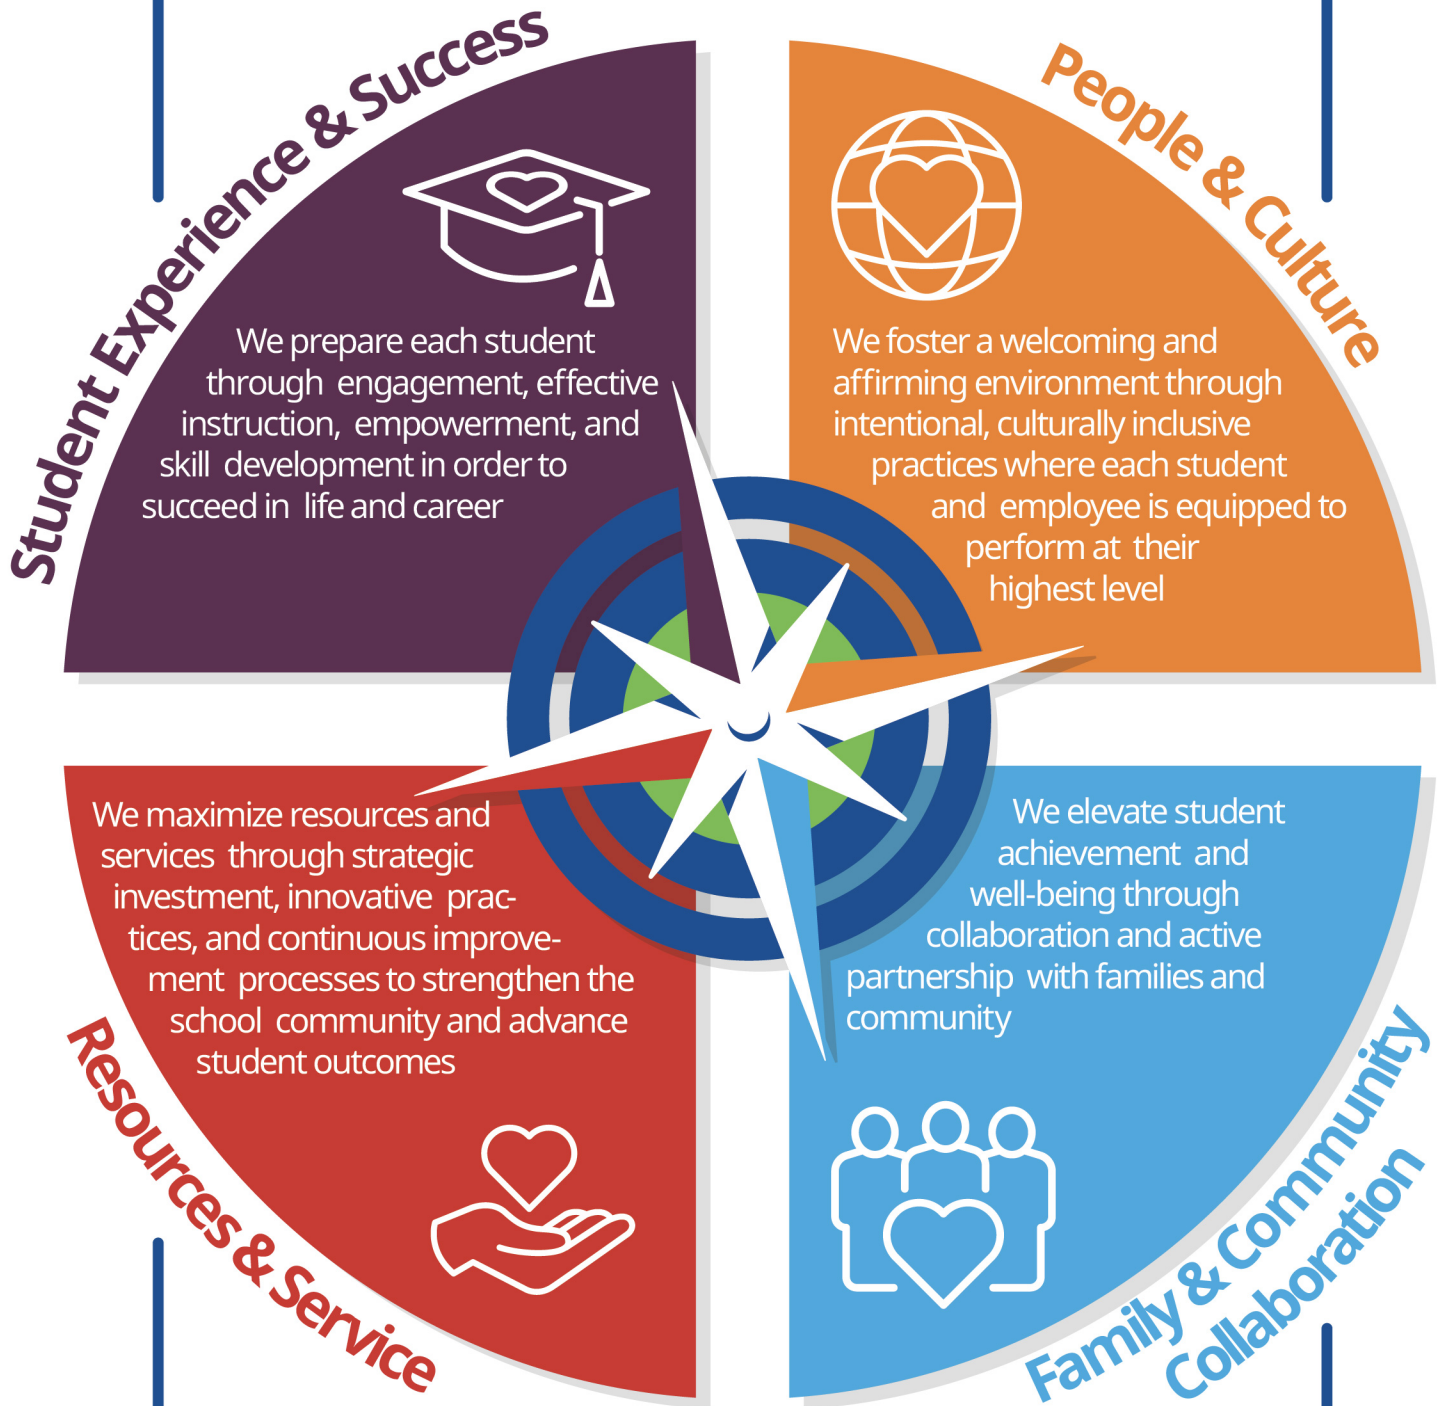 Student Experience & Success
We prepare each student
through engagement, effective
instruction, empowerment, and
skill development in order to
succeed in life and career
People & Culture
We foster a welcoming and
affirming environment through
intentional, culturally inclusive
practices where each student
and employee is equipped to
perform at their
highest level
We maximize resources and
services through strategic
investment, innovative prac-
tices, and continuous improve-
ment processes to strengthen the
school community and advance
student outcomes
Resources & Service
We elevate student
achievement and
well-being through
collaboration and active
partnership with families and
community
Family & Community
Collaboration